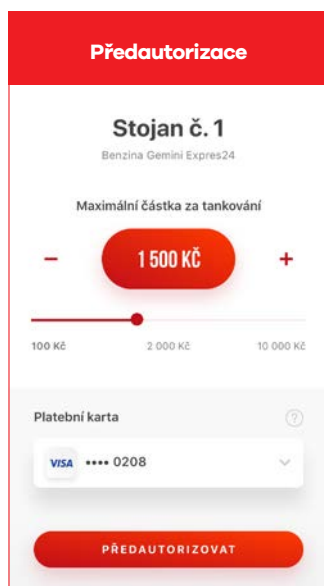 Předautorizace
Stojan č. 1
Benzina Gemini Expres24
Maximální částka za tankování
– 1 500 KČ +
100 Kč 2 000 Kč 10 000 Kč
Platební karta ?
VISA •••• 0208
PŘEDAUTORIZOVAT